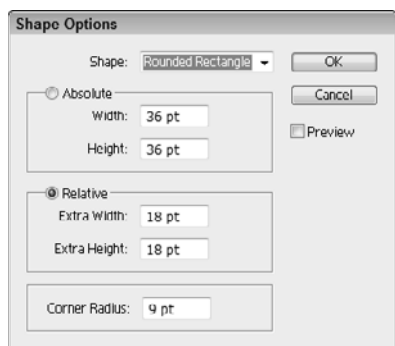 Shape Options
Shape: Rounded Rectangle
OK
Absolute
Cancel
Width: 36 pt
Preview
Height: 36 pt
Relative
Extra Width: 18 pt
Extra Height: 18 pt
Corner Radius: 9 pt